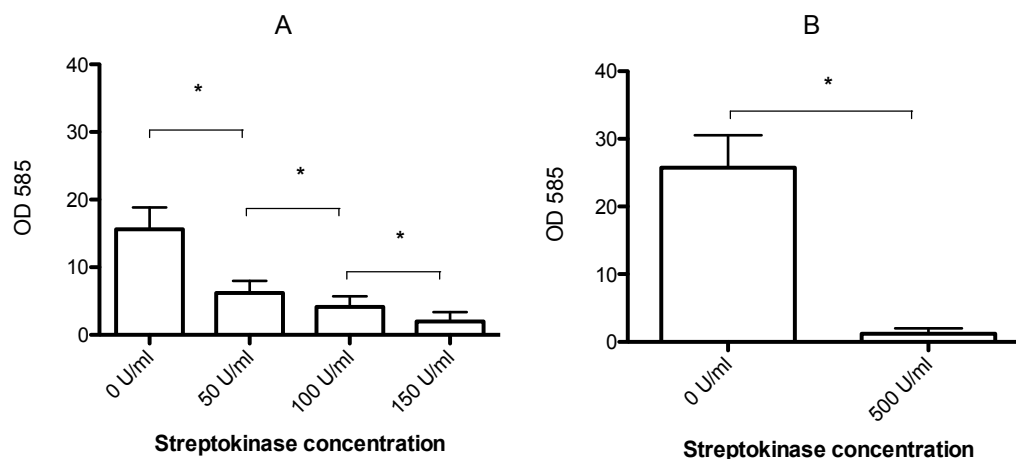 A
OD 585
40
30
20
10
0
*
*
*
0 U/ml
50 U/ml
100 U/ml
150 U/ml
Streptokinase concentration
B
OD 585
40
30
20
10
0
*
0 U/ml
500 U/ml
Streptokinase concentration